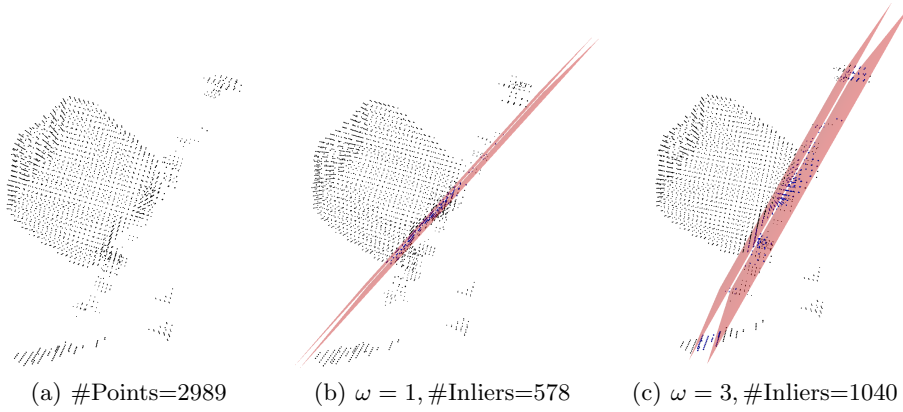 (a) #Points=2989
(b) ω = 1, #Inliers=578
(c) ω = 3, #Inliers=1040